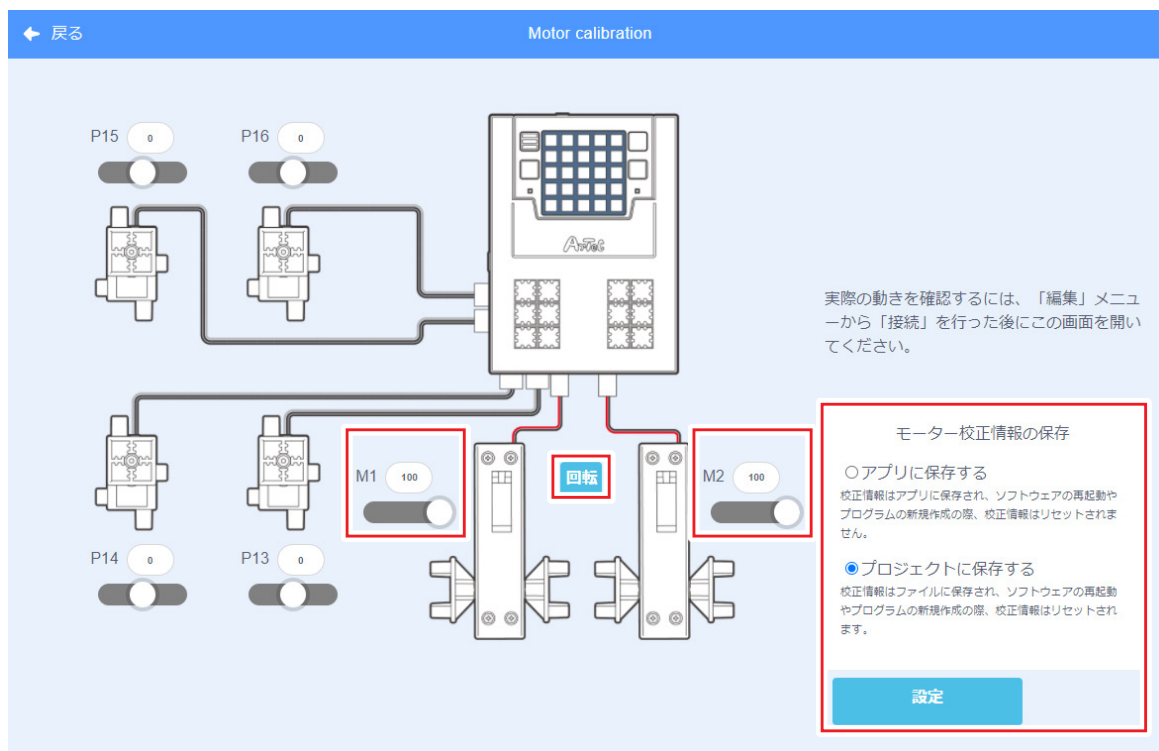 戻る
Motor calibration
P15 0
P16 0
ArTeC
実際の動きを確認するには、「編集」メニュ
ーから「接続」を行った後にこの画面を開い
てください。
M1 100
回転
M2 100
P14 0
P13 0
モーター校正情報の保存
アプリに保存する
校正情報はアプリに保存され、ソフトウェアの再起動や
プログラムの新規作成の際、校正情報はリセットされま
せん。
プロジェクトに保存する
校正情報はファイルに保存され、ソフトウェアの再起動
やプログラムの新規作成の際、校正情報はリセットされ
ます。
設定